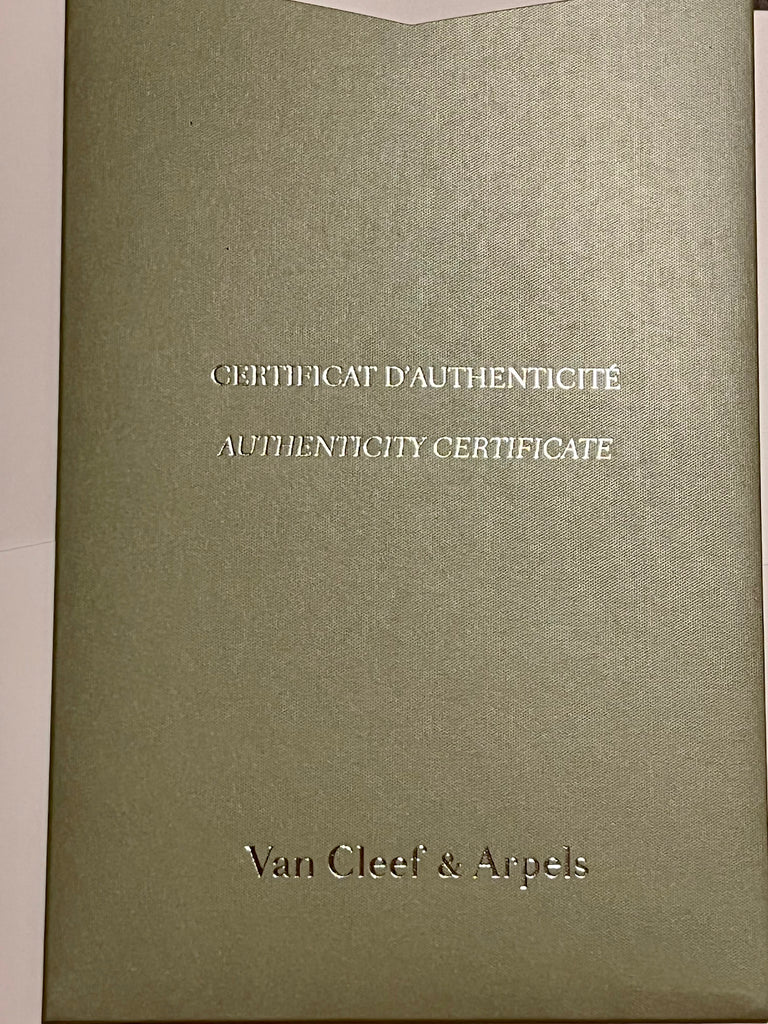 CERTIFICAT D'AUTHENTICITÉ
AUTHENTICITY CERTIFICATE
Van Cleef & Arpels